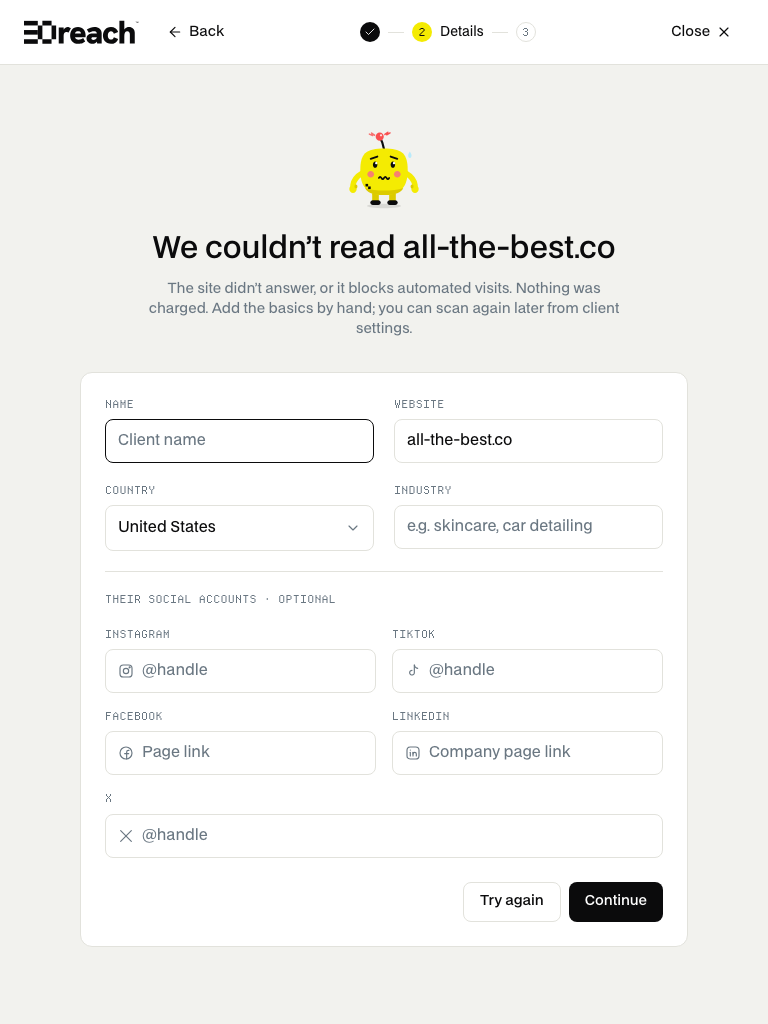 reach
Back
2
Details
3
Close
We couldn’t read all-the-best.co
The site didn’t answer, or it blocks automated visits. Nothing was
charged. Add the basics by hand; you can scan again later from client
settings.
NAME
WEBSITE
Client name
all-the-best.co
COUNTRY
INDUSTRY
United States
e.g. skincare, car detailing
THEIR SOCIAL ACCOUNTS · OPTIONAL
INSTAGRAM
TIKTOK
@handle
@handle
FACEBOOK
LINKEDIN
Page link
Company page link
X
@handle
Try again
Continue